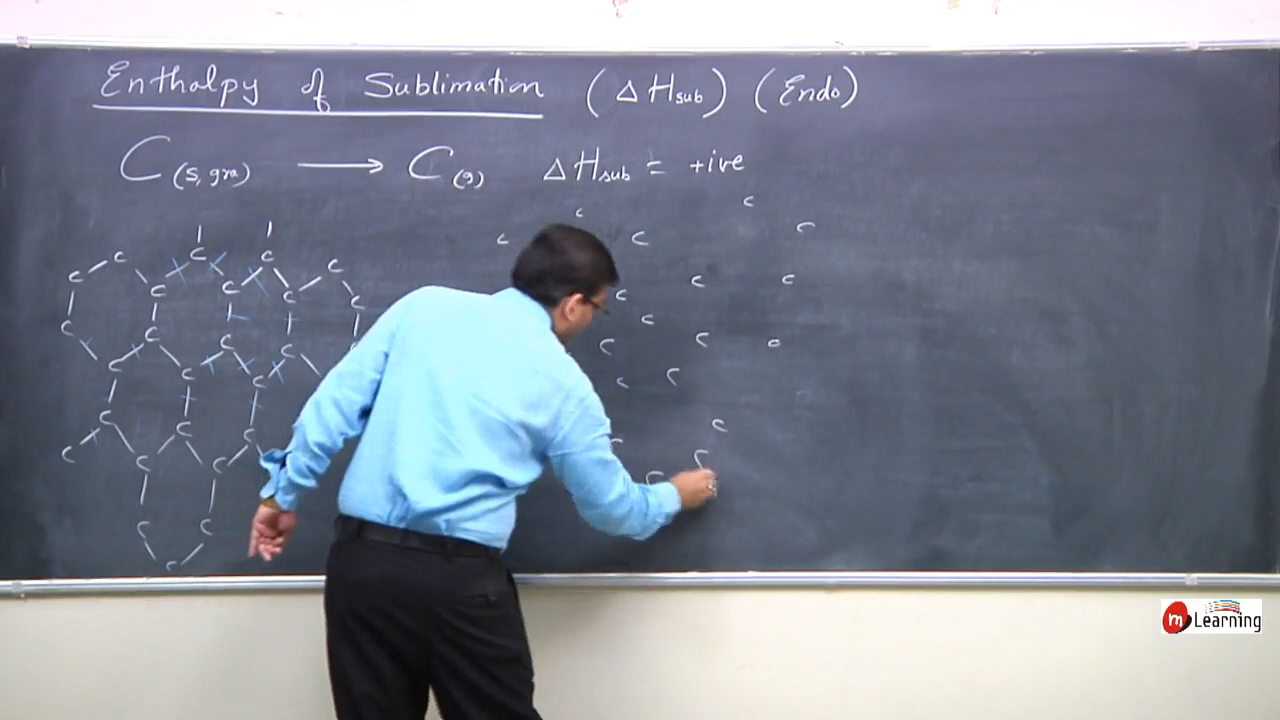 Enthalpy of Sublimation (ΔHsub) (Endo)
C(s, gra) ⟶ C(g) ΔHsub = +ive
C C C C C
C C C C C C C C C C
C C C C C C C
C C C C C C C C
C C C C C C
C C C C C C
C C C C
C C
C
m Learning